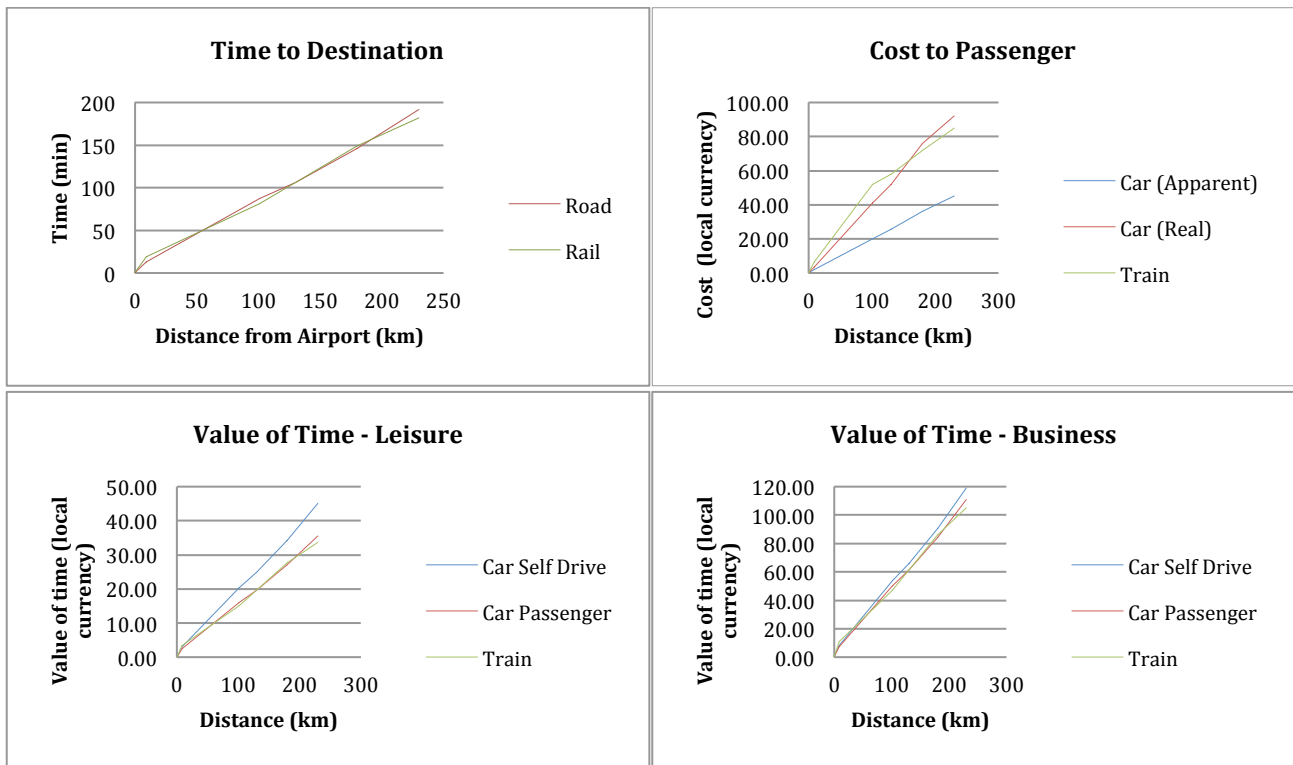 Time to Destination
Time (min)
200
150
100
50
0
0 50 100 150 200 250
Distance from Airport (km)
Road
Rail
Cost to Passenger
Cost (local currency)
100.00
80.00
60.00
40.00
20.00
0.00
0 100 200 300
Distance (km)
Car (Apparent)
Car (Real)
Train
Value of Time - Leisure
Value of time (local
currency)
50.00
40.00
30.00
20.00
10.00
0.00
0 100 200 300
Distance (km)
Car Self Drive
Car Passenger
Train
Value of Time - Business
Value of time (local
currency)
120.00
100.00
80.00
60.00
40.00
20.00
0.00
0 100 200 300
Distance (km)
Car Self Drive
Car Passenger
Train